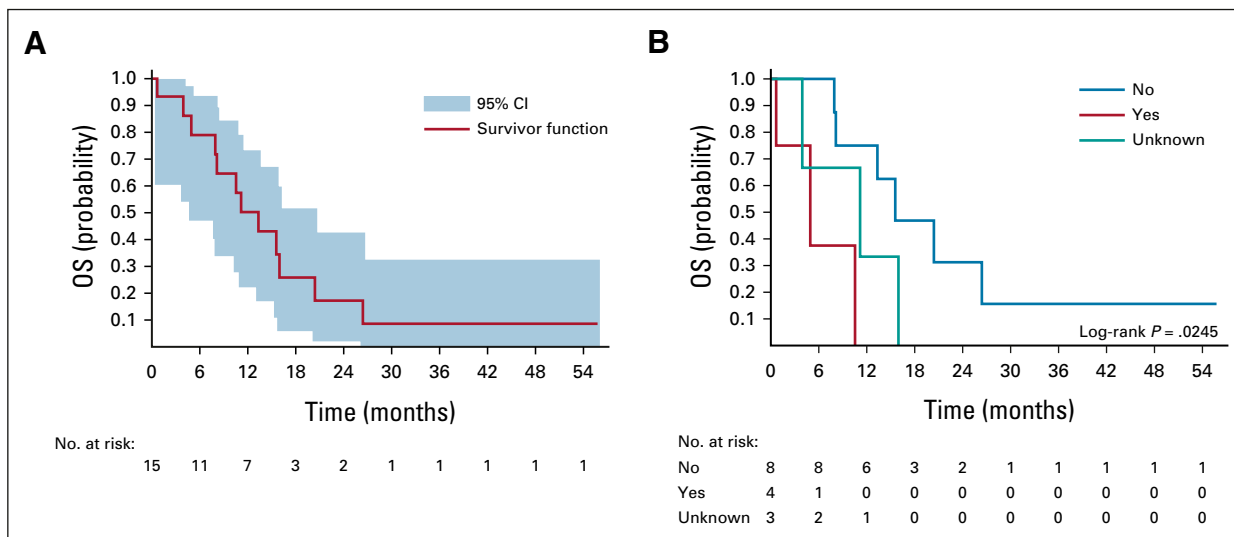 A
1.0
0.9
0.8
0.7
0.6
0.5
0.4
0.3
0.2
0.1
OS (probability)
95% CI
Survivor function
0 6 12 18 24 30 36 42 48 54
Time (months)
No. at risk:
15 11 7 3 2 1 1 1 1 1
B
1.0
0.9
0.8
0.7
0.6
0.5
0.4
0.3
0.2
0.1
OS (probability)
No
Yes
Unknown
Log-rank P = .0245
0 6 12 18 24 30 36 42 48 54
Time (months)
No. at risk:
No 8 8 6 3 2 1 1 1 1 1
Yes 4 1 0 0 0 0 0 0 0 0
Unknown 3 2 1 0 0 0 0 0 0 0